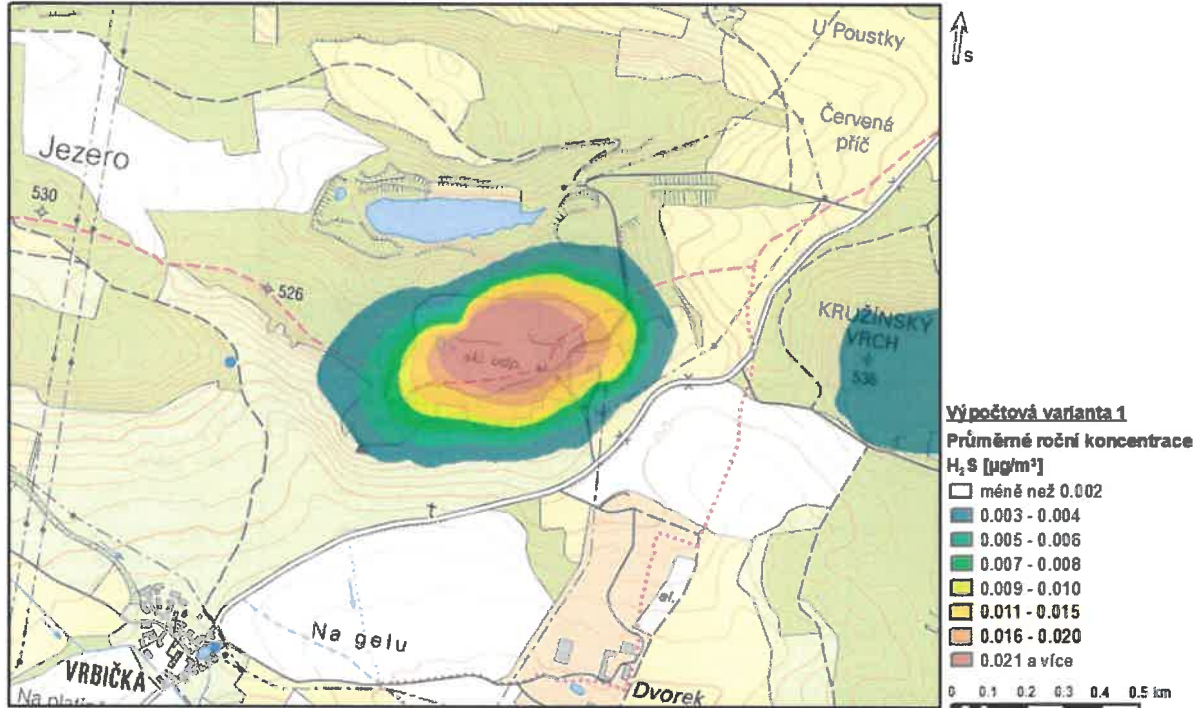 U Poustky
S
Červená
příč
Jezero
530
526
KRUŽÍNSKÝ
VRCH
536
Výpočtová varianta 1
Průměrné roční koncentrace
H₂S [µg/m³]
méně než 0.002
0.003 - 0.004
0.005 - 0.006
0.007 - 0.008
0.009 - 0.010
0.011 - 0.015
0.016 - 0.020
0.021 a více
Na gelu
VRBIČKA
Dvorek
0 0.1 0.2 0.3 0.4 0.5 km